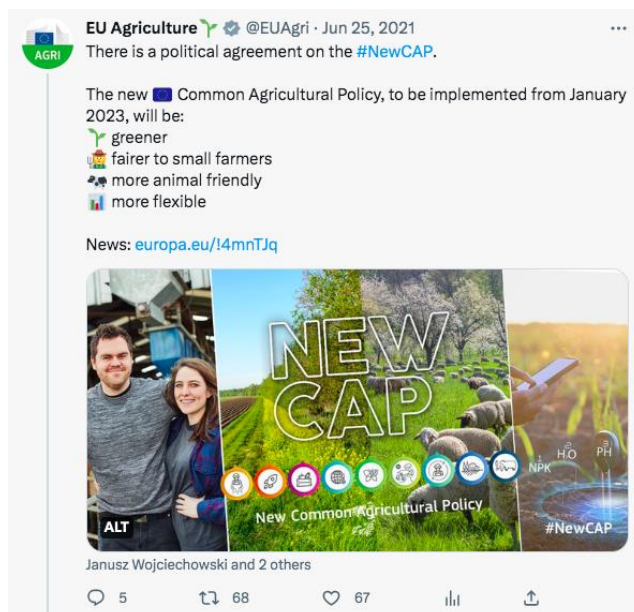 EU Agriculture🌱 @EUAgri · Jun 25, 2021
AGRI
There is a political agreement on the #NewCAP.
The new 🇪🇺 Common Agricultural Policy, to be implemented from January
2023, will be:
🌱 greener
👨‍🌾 fairer to small farmers
🐄 more animal friendly
📊 more flexible
News: europa.eu/!4mnTJq
NEW
CAP
New Common Agricultural Policy
NPK
H2O
PH
#NewCAP
ALT
Janusz Wojciechowski and 2 others
5 68 67